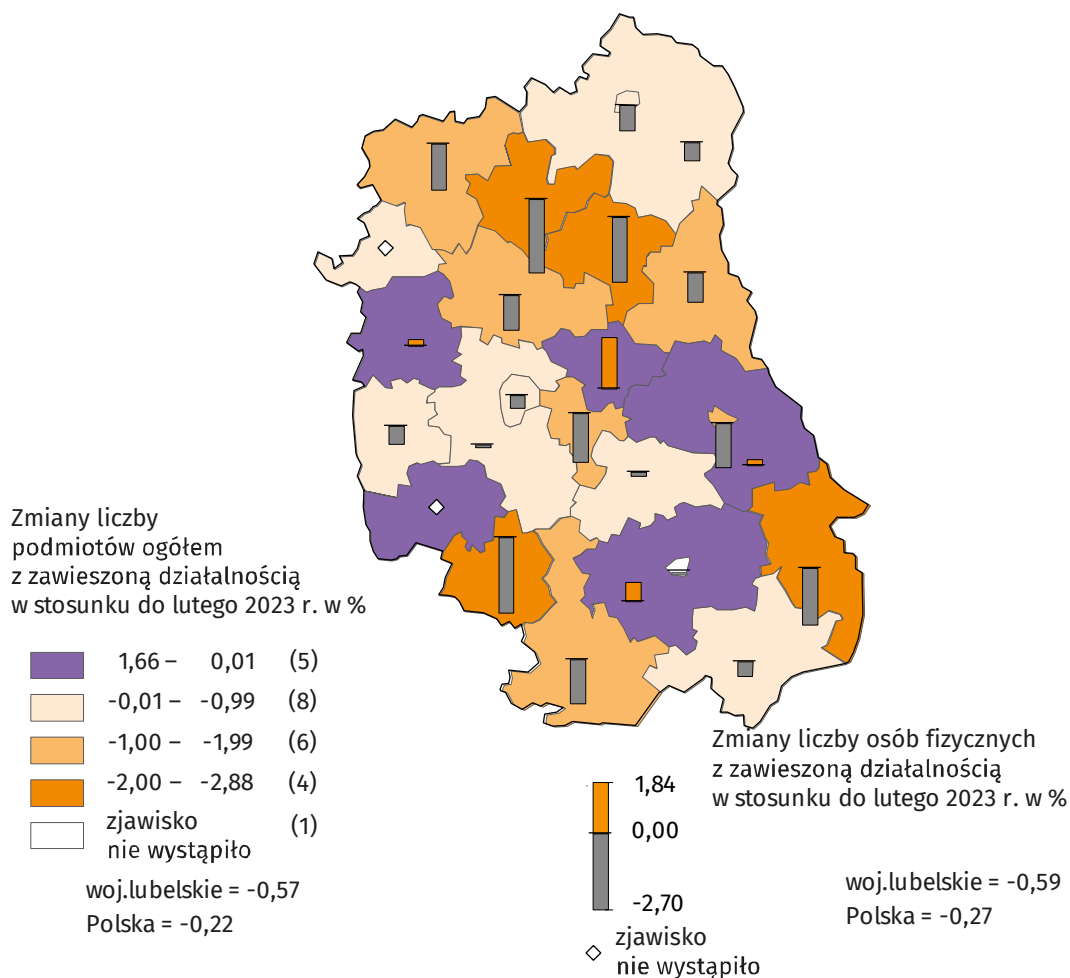 Zmiany liczby
podmiotów ogółem
z zawieszoną działalnością
w stosunku do lutego 2023 r. w %
1,66 – 0,01 (5)
-0,01 – -0,99 (8)
-1,00 – -1,99 (6)
-2,00 – -2,88 (4)
zjawisko (1)
nie wystąpiło
woj.lubelskie = -0,57
Polska = -0,22
Zmiany liczby osób fizycznych
z zawieszoną działalnością
w stosunku do lutego 2023 r. w %
1,84
0,00
-2,70
zjawisko
nie wystąpiło
woj.lubelskie = -0,59
Polska = -0,27